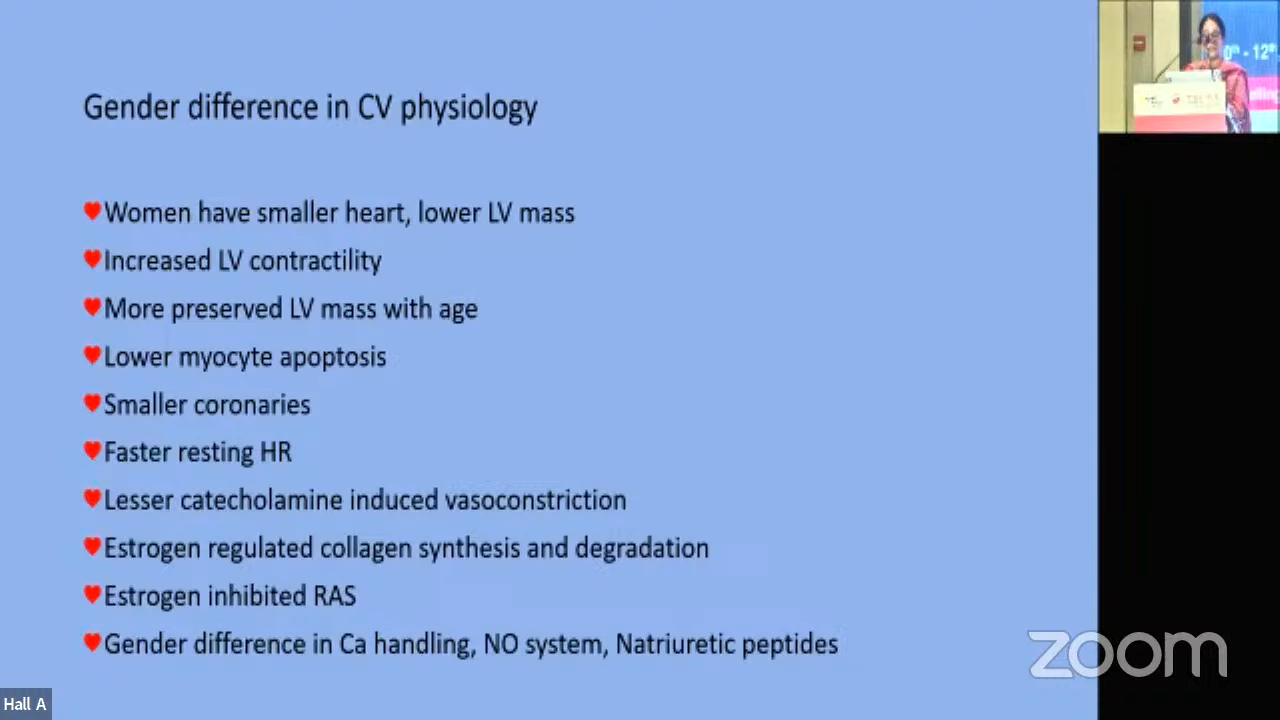 Gender difference in CV physiology
Women have smaller heart, lower LV mass
Increased LV contractility
More preserved LV mass with age
Lower myocyte apoptosis
Smaller coronaries
Faster resting HR
Lesser catecholamine induced vasoconstriction
Estrogen regulated collagen synthesis and degradation
Estrogen inhibited RAS
Gender difference in Ca handling, NO system, Natriuretic peptides
zoom
Hall A